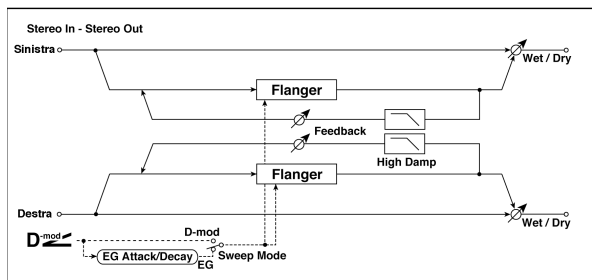 Stereo In - Stereo Out
Sinistra
Wet / Dry
Flanger
Feedback
High Damp
Flanger
Destra
Wet / Dry
D-mod
D-mod
EG Attack/Decay
EG
Sweep Mode